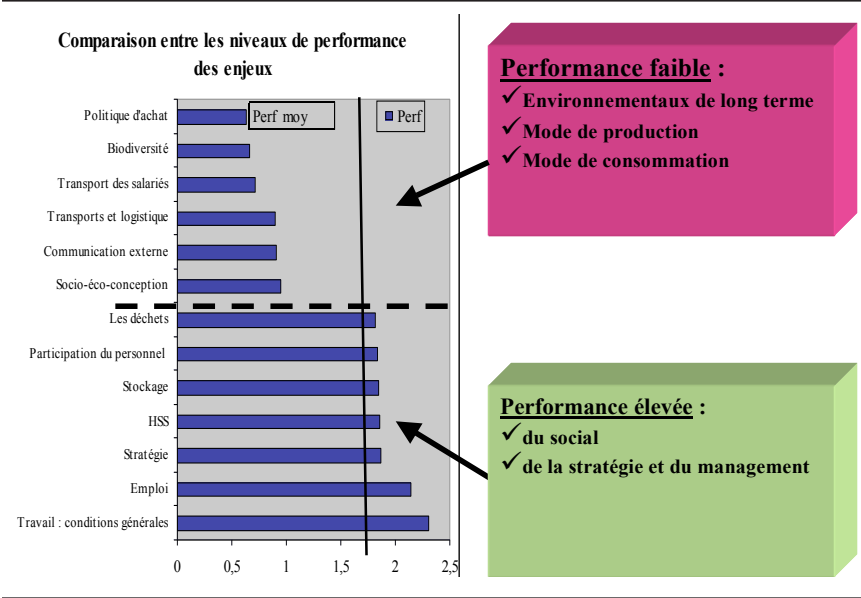 Comparaison entre les niveaux de performance
des enjeux
Politique d'achat
Biodiversité
Transport des salariés
Transports et logistique
Communication externe
Socio-éco-conception
Les déchets
Participation du personnel
Stockage
HSS
Stratégie
Emploi
Travail : conditions générales
Perf moy
Perf
0 0,5 1 1,5 2 2,5
Performance faible :
✓Environnementaux de long terme
✓Mode de production
✓Mode de consommation
Performance élevée :
✓du social
✓de la stratégie et du management